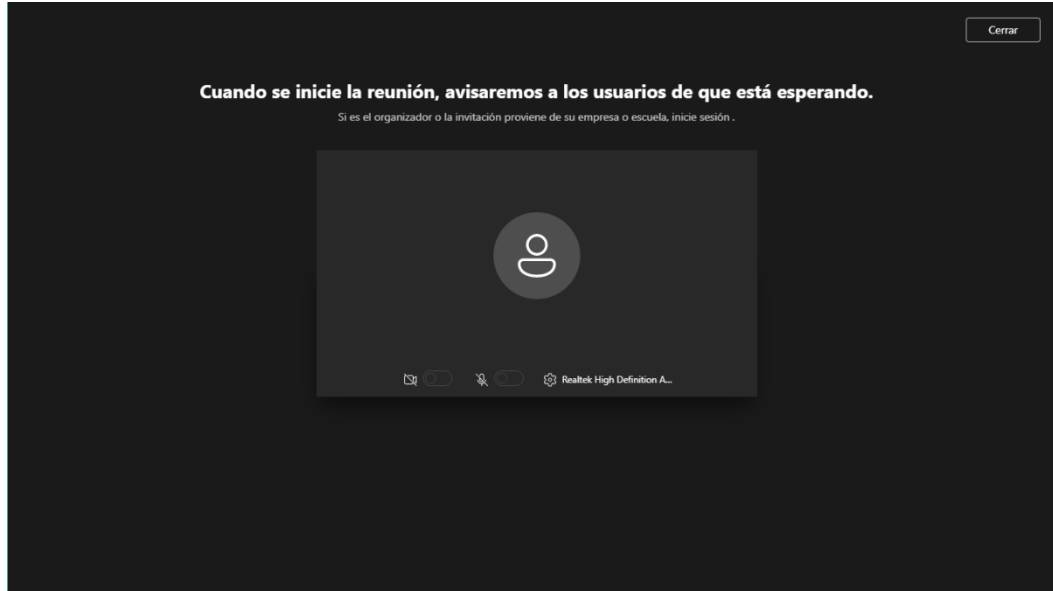 Cerrar
Cuando se inicie la reunión, avisaremos a los usuarios de que está esperando.
Si es el organizador o la invitación proviene de su empresa o escuela, inicie sesión .
Realtek High Definition A...